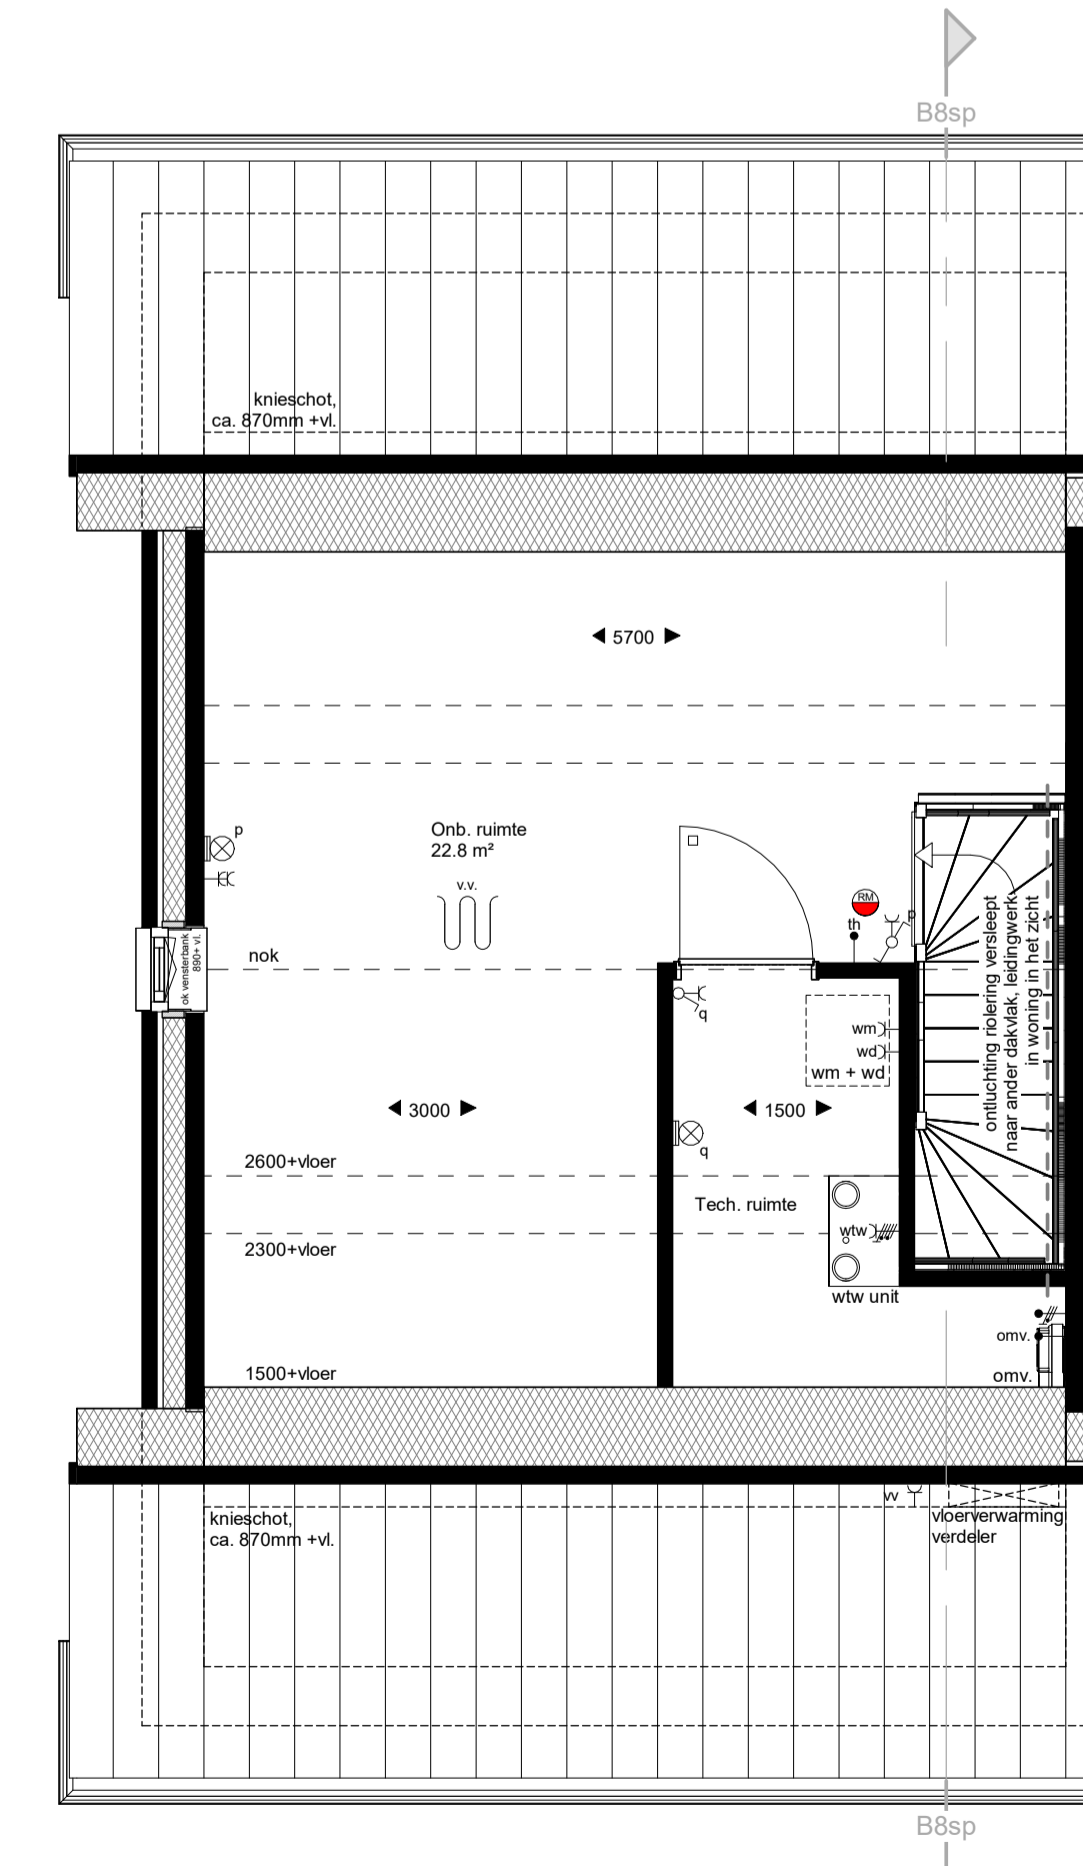 B8sp
knieschot,
ca. 870mm +vl.
5700
p
Onb. ruimte
22.8 m²
v.v.
RM
th
p
ok vensterbank
890+ vl.
nok
q
wm
wd
wm + wd
ontluchting riolering versleept
naar ander dakvlak, leidingwerk
in woning in het zicht
3000
1500
q
2600+vloer
Tech. ruimte
wtw
2300+vloer
wtw unit
omv.
1500+vloer
omv.
vv
knieschot,
ca. 870mm +vl.
vloerverwarming
verdeler
B8sp